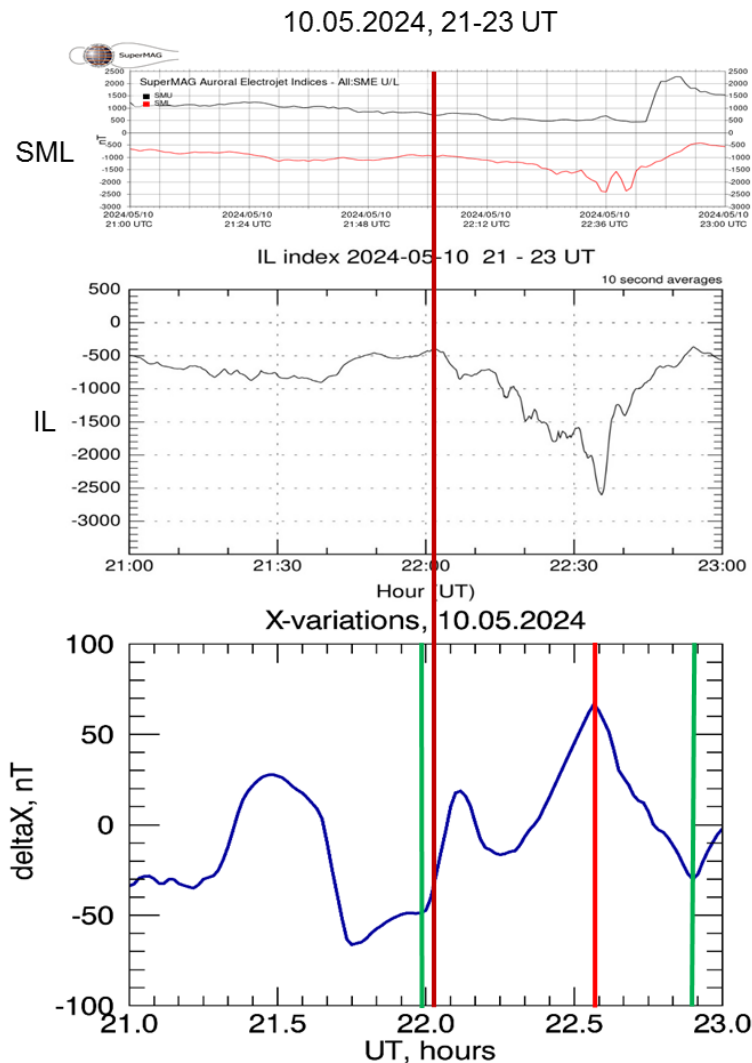 10.05.2024, 21-23 UT
SuperMAG
SuperMAG Auroral Electrojet Indices - All:SME U/L
SMU
SML
2500
2000
1500
1000
500
0
-500
-1000
-1500
-2000
-2500
-3000
nT
2500
2000
1500
1000
500
0
-500
-1000
-1500
-2000
-2500
-3000
SML
2024/05/10 2024/05/10 2024/05/10 2024/05/10 2024/05/10 2024/05/10
21:00 UTC 21:24 UTC 21:48 UTC 22:12 UTC 22:36 UTC 23:00 UTC
IL index 2024-05-10 21 - 23 UT
10 second averages
500
0
-500
-1000
-1500
-2000
-2500
-3000
IL
21:00 21:30 22:00 22:30 23:00
Hour (UT)
X-variations, 10.05.2024
100
50
0
-50
-100
deltaX, nT
21.0 21.5 22.0 22.5 23.0
UT, hours